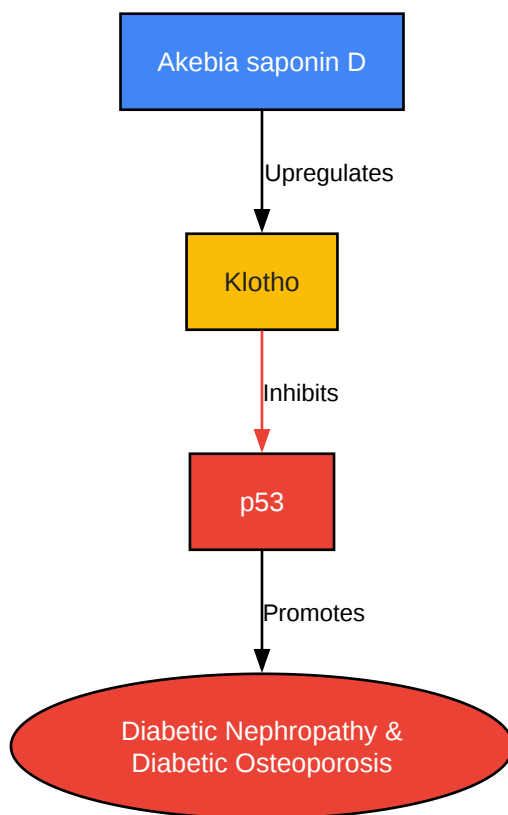 Akebia saponin D
Upregulates
Klotho
Inhibits
p53
Promotes
Diabetic Nephropathy &
Diabetic Osteoporosis